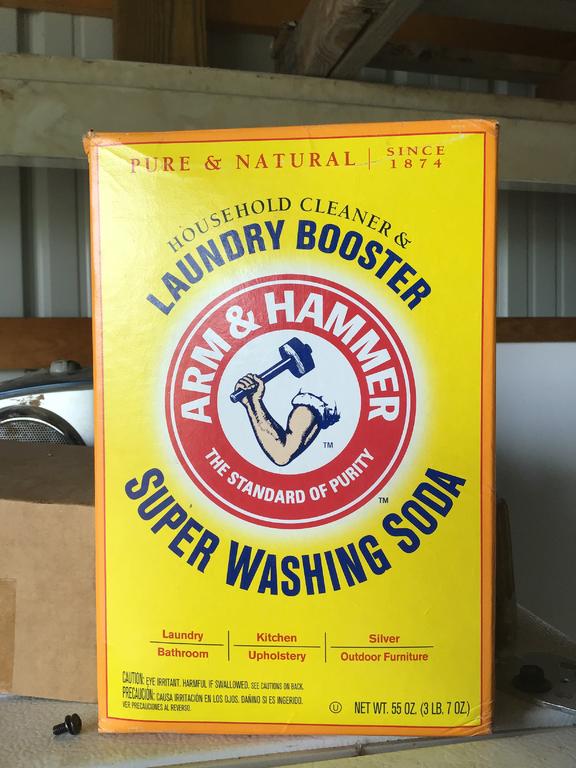 PURE & NATURAL | SINCE 1874
HOUSEHOLD CLEANER &
LAUNDRY BOOSTER
ARM & HAMMER
TM
THE STANDARD OF PURITY
TM
SUPER WASHING SODA
Laundry Kitchen Silver
Bathroom Upholstery Outdoor Furniture
CAUTION: EYE IRRITANT. HARMFUL IF SWALLOWED. SEE CAUTIONS ON BACK.
PRECAUCIÓN: CAUSA IRRITACIÓN EN LOS OJOS. DAÑINO SI ES INGERIDO.
VER PRECAUCIONES AL REVERSO.
U NET WT. 55 OZ. (3 LB. 7 OZ.)